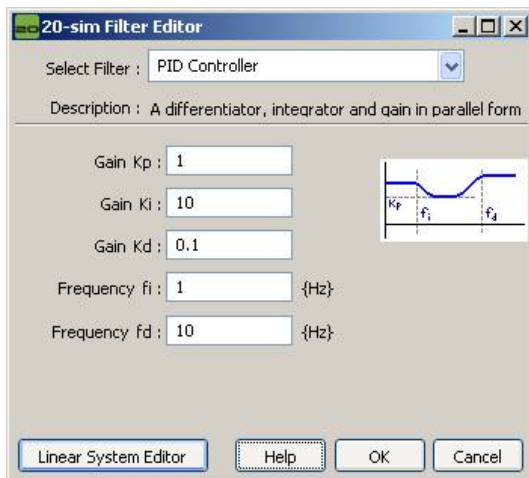 20-sim Filter Editor
Select Filter : PID Controller
Description : A differentiator, integrator and gain in parallel form
Gain Kp : 1
Gain Ki : 10
Gain Kd : 0.1
Frequency fi : 1 {Hz}
Frequency fd : 10 {Hz}
Kp fi fd
Linear System Editor Help OK Cancel